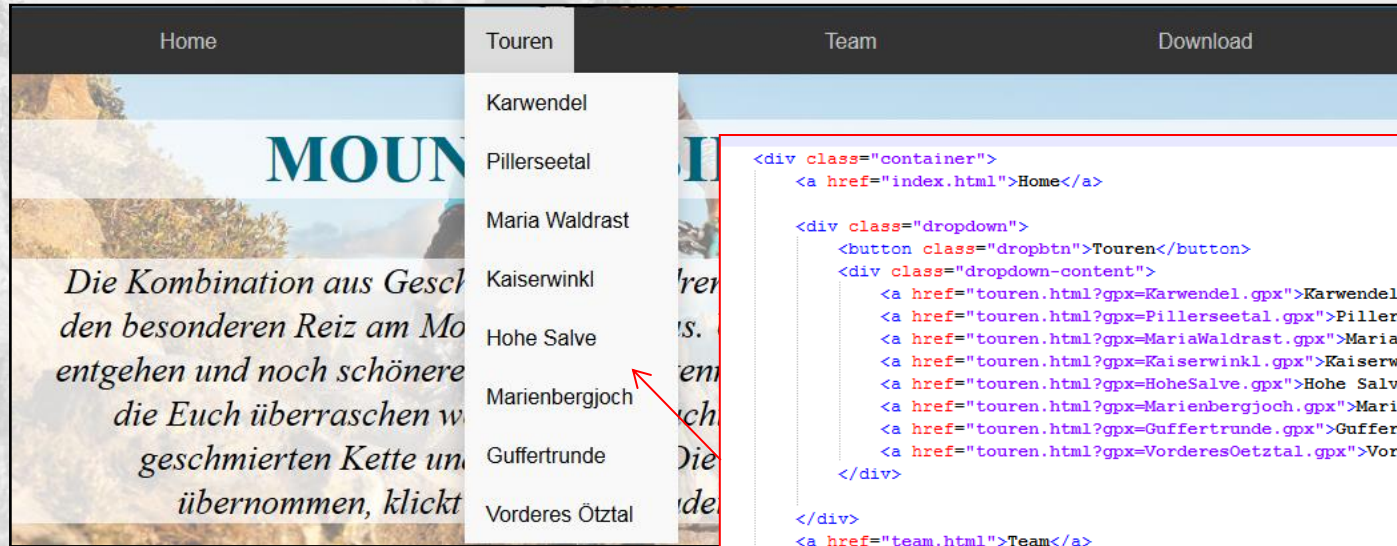 Home Touren Team Download
Karwendel
Pillerseetal
Maria Waldrast
Kaiserwinkl
Hohe Salve
Marienbergjoch
Guffertrunde
Vorderes Ötztal
MOUN
Die Kombination aus Gesch
den besonderen Reiz am Mo s.
entgehen und noch schönere
die Euch überraschen w
geschmierten Kette un Die
übernommen, klickt
<div class="container">
<a href="index.html">Home</a>
<div class="dropdown">
<button class="dropbtn">Touren</button>
<div class="dropdown-content">
<a href="touren.html?gpx=Karwendel.gpx">Karwendel
<a href="touren.html?gpx=Pillerseetal.gpx">Piller
<a href="touren.html?gpx=MariaWaldrast.gpx">Maria
<a href="touren.html?gpx=Kaiserwinkl.gpx">Kaiserw
<a href="touren.html?gpx=HoheSalve.gpx">Hohe Salv
<a href="touren.html?gpx=Marienbergjoch.gpx">Mari
<a href="touren.html?gpx=Guffertrunde.gpx">Guffer
<a href="touren.html?gpx=VorderesOetztal.gpx">Vor
</div>
</div>
<a href="team.html">Team</a>